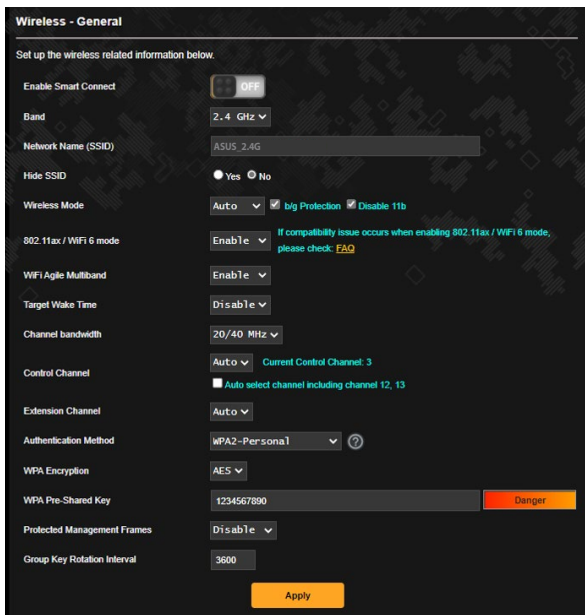 Wireless - General
Set up the wireless related information below.
Enable Smart Connect OFF
Band 2.4 GHz
Network Name (SSID) ASUS_2.4G
Hide SSID Yes No
Wireless Mode Auto b/g Protection Disable 11b
802.11ax / WiFi 6 mode Enable If compatibility issue occurs when enabling 802.11ax / WiFi 6 mode,
please check: FAQ
WiFi Agile Multiband Enable
Target Wake Time Disable
Channel bandwidth 20/40 MHz
Control Channel Auto Current Control Channel: 3
Auto select channel including channel 12, 13
Extension Channel Auto
Authentication Method WPA2-Personal ?
WPA Encryption AES
WPA Pre-Shared Key 1234567890 Danger
Protected Management Frames Disable
Group Key Rotation Interval 3600
Apply